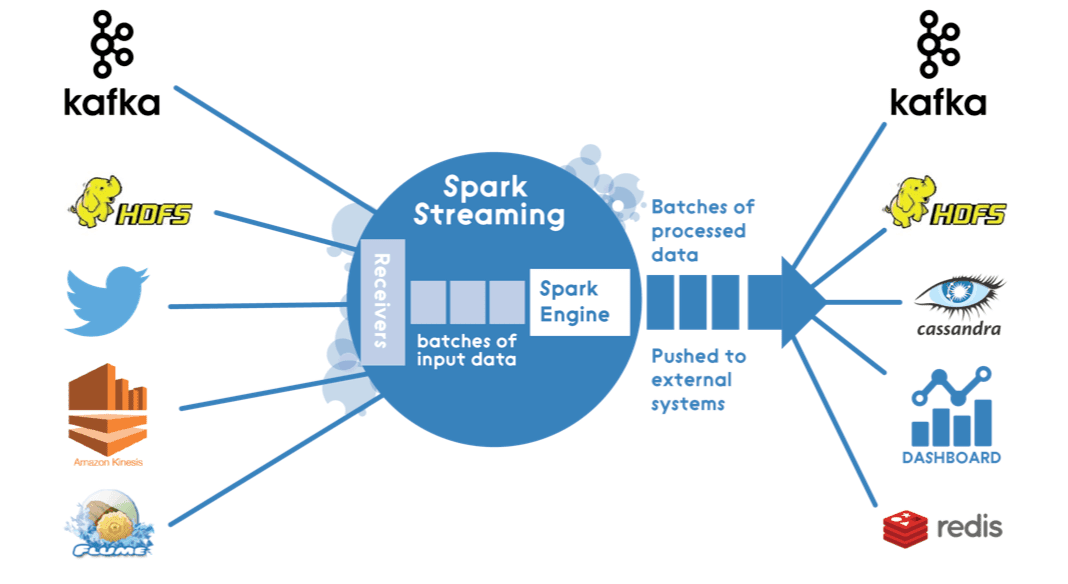 kafka
HDFS
Amazon Kinesis
FLUME
Spark
Streaming
Receivers
batches of
input data
Spark
Engine
Batches of
processed
data
Pushed to
external
systems
kafka
HDFS
cassandra
DASHBOARD
redis